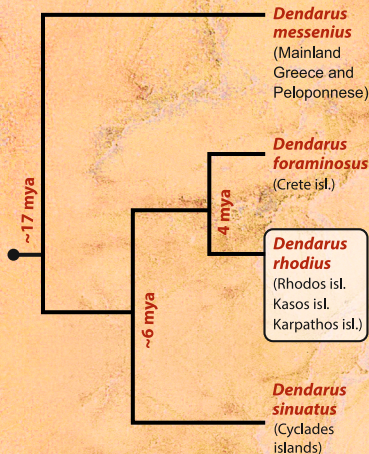 Dendarus
messenius
(Mainland
Greece and
Peloponnese)
Dendarus
foraminosus
(Crete isl.)
~17 mya
4 mya
Dendarus
rhodius
(Rhodos isl.
Kasos isl.
Karpathos isl.)
~6 mya
Dendarus
sinuatus
(Cyclades
islands)